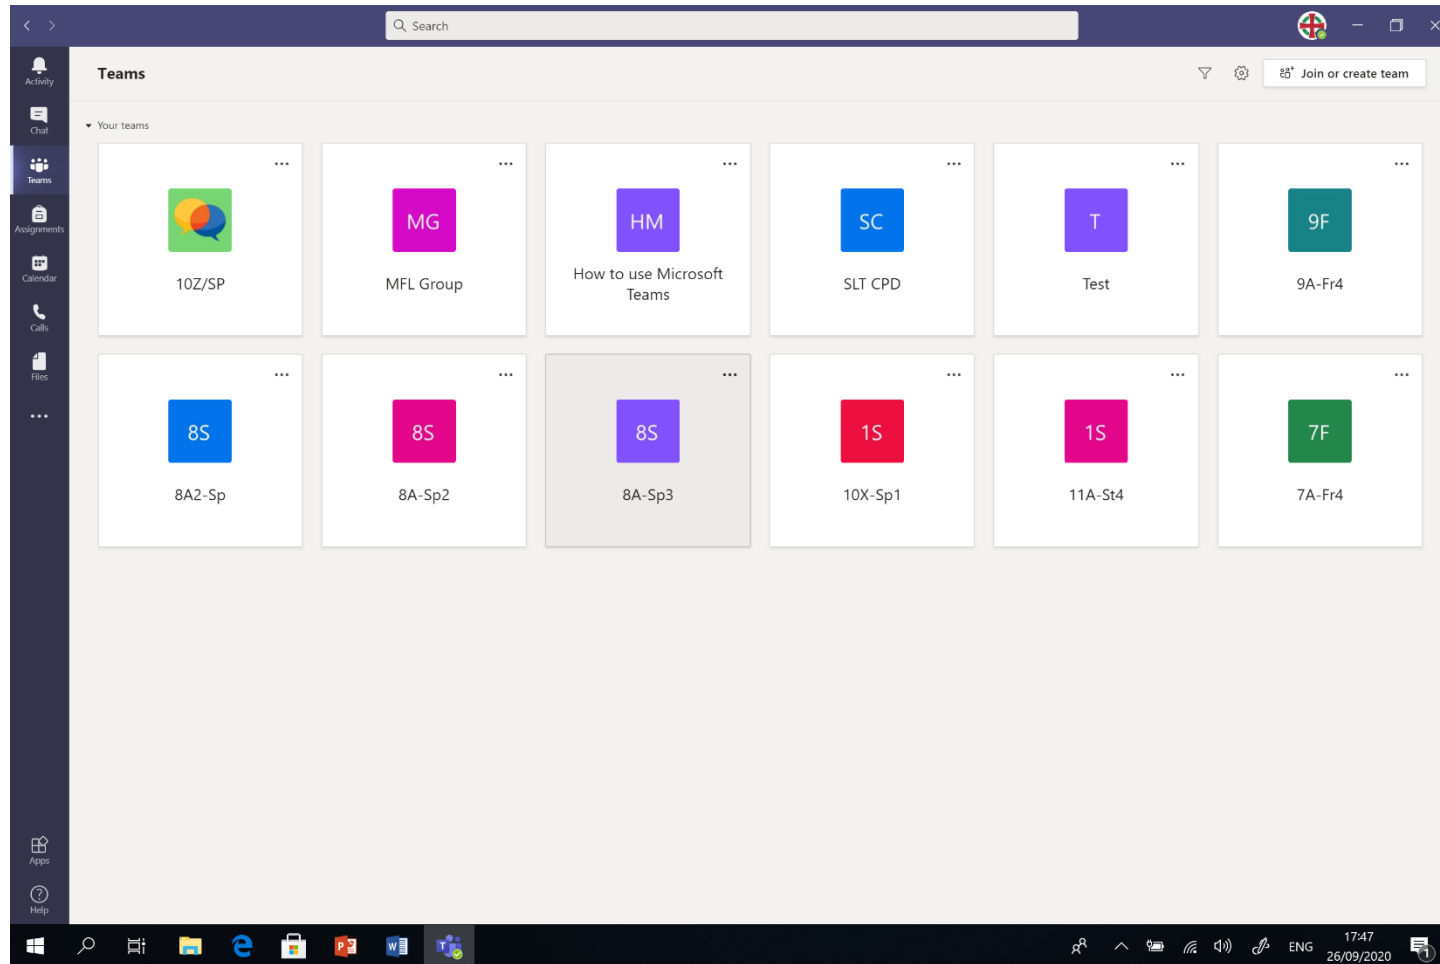 Search
Activity
Chat
Teams
Assignments
Calendar
Calls
Files
Apps
Help
Teams
Join or create team
Your teams
10Z/SP
MG
MFL Group
HM
How to use Microsoft
Teams
SC
SLT CPD
T
Test
9F
9A-Fr4
8S
8A2-Sp
8S
8A-Sp2
8S
8A-Sp3
1S
10X-Sp1
1S
11A-St4
7F
7A-Fr4
ENG
17:47
26/09/2020
1